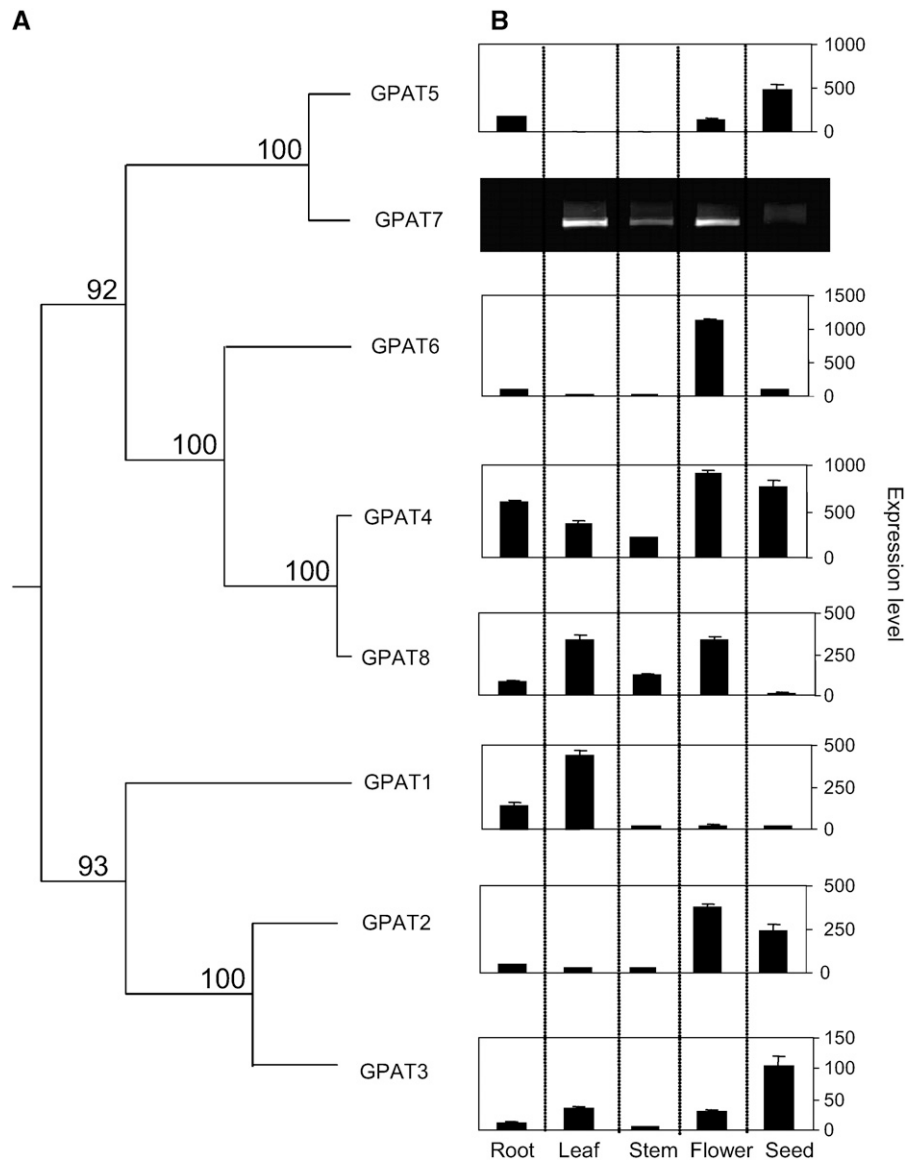 A
B
GPAT5
1000
500
0
100
GPAT7
92
GPAT6
1500
1000
500
0
100
GPAT4
1000
500
0
100
GPAT8
500
250
0
Expression level
GPAT1
500
250
0
93
GPAT2
500
250
0
100
GPAT3
150
100
50
0
Root Leaf Stem Flower Seed